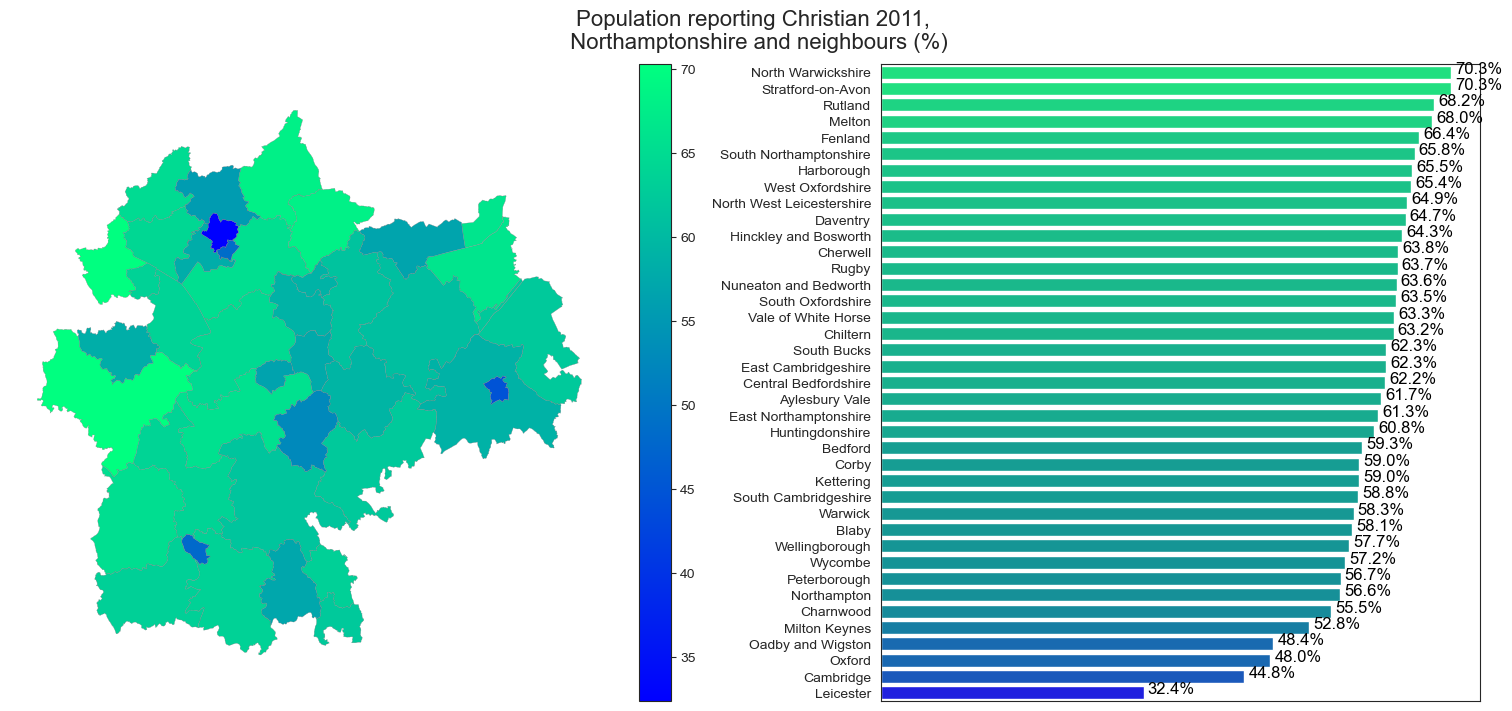 Population reporting Christian 2011,
Northamptonshire and neighbours (%)
70
65
60
55
50
45
40
35
North Warwickshire 70.3%
Stratford-on-Avon 70.3%
Rutland 68.2%
Melton 68.0%
Fenland 66.4%
South Northamptonshire 65.8%
Harborough 65.5%
West Oxfordshire 65.4%
North West Leicestershire 64.9%
Daventry 64.7%
Hinckley and Bosworth 64.3%
Cherwell 63.8%
Rugby 63.7%
Nuneaton and Bedworth 63.6%
South Oxfordshire 63.5%
Vale of White Horse 63.3%
Chiltern 63.2%
South Bucks 62.3%
East Cambridgeshire 62.3%
Central Bedfordshire 62.2%
Aylesbury Vale 61.7%
East Northamptonshire 61.3%
Huntingdonshire 60.8%
Bedford 59.3%
Corby 59.0%
Kettering 59.0%
South Cambridgeshire 58.8%
Warwick 58.3%
Blaby 58.1%
Wellingborough 57.7%
Wycombe 57.2%
Peterborough 56.7%
Northampton 56.6%
Charnwood 55.5%
Milton Keynes 52.8%
Oadby and Wigston 48.4%
Oxford 48.0%
Cambridge 44.8%
Leicester 32.4%